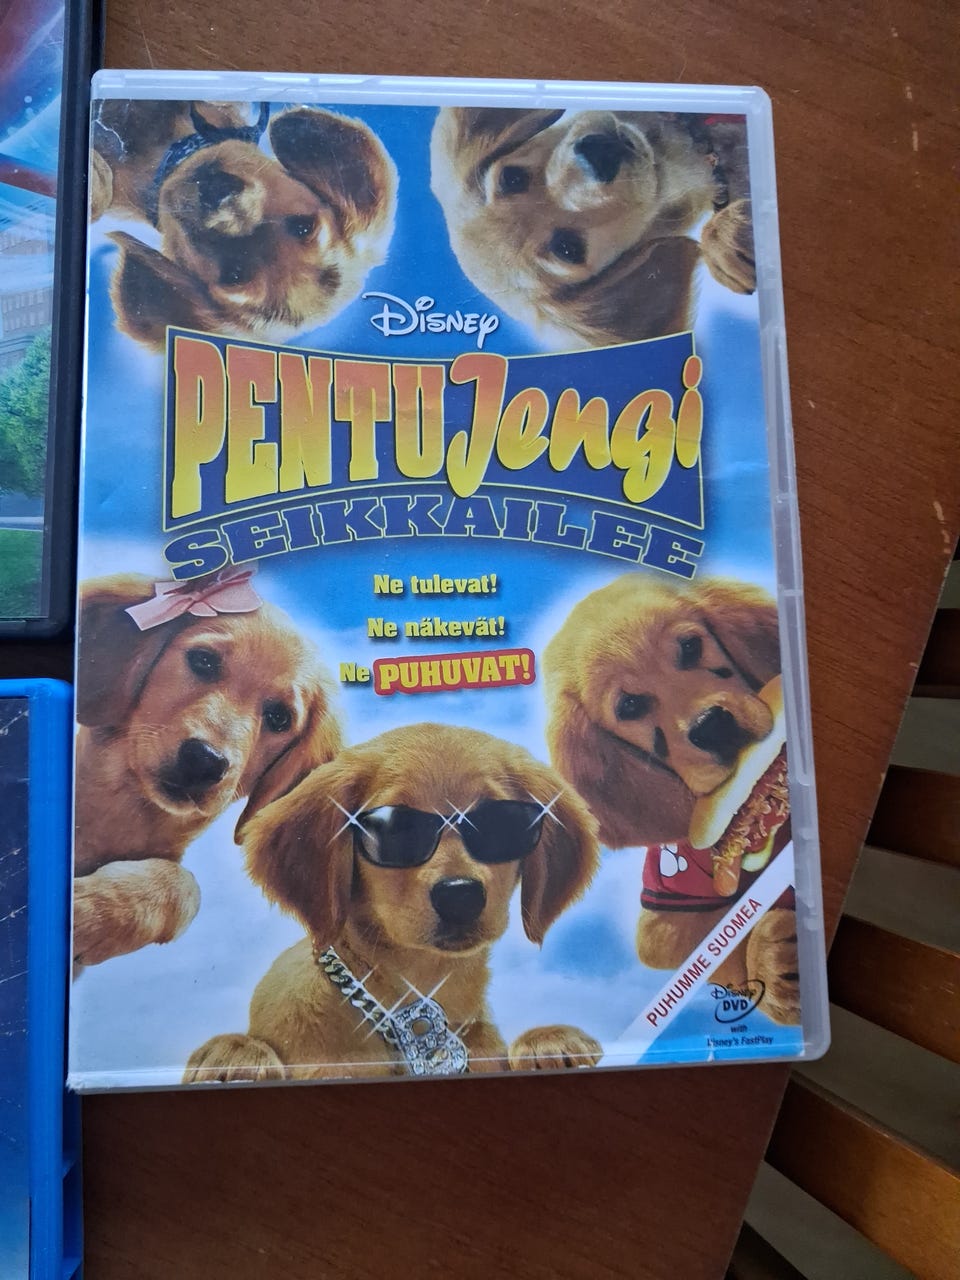 Disney
PENTUJengi
SEIKKAILEE
Ne tulevat!
Ne näkevät!
Ne PUHUVAT!
PUHUMME SUOMEA
Disney
DVD
with
Disney's FastPlay